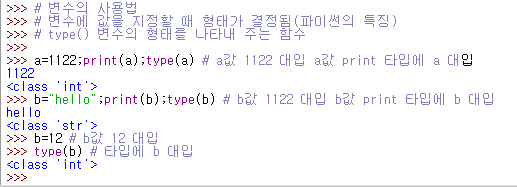 >>> # 변수의 사용법
>>> # 변수에 값을 지정할 때 형태가 결정됨(파이썬의 특징)
>>> # type() 변수의 형태를 나타내 주는 함수
>>>
>>> a=1122;print(a);type(a) # a값 1122 대입 a값 print 타입에 a 대입
1122
<class 'int'>
>>> b="hello";print(b);type(b) # b값 1122 대입 b값 print 타입에 b 대입
hello
<class 'str'>
>>> b=12 # b값 12 대입
>>> type(b) # 타입에 b 대입
<class 'int'>
>>>